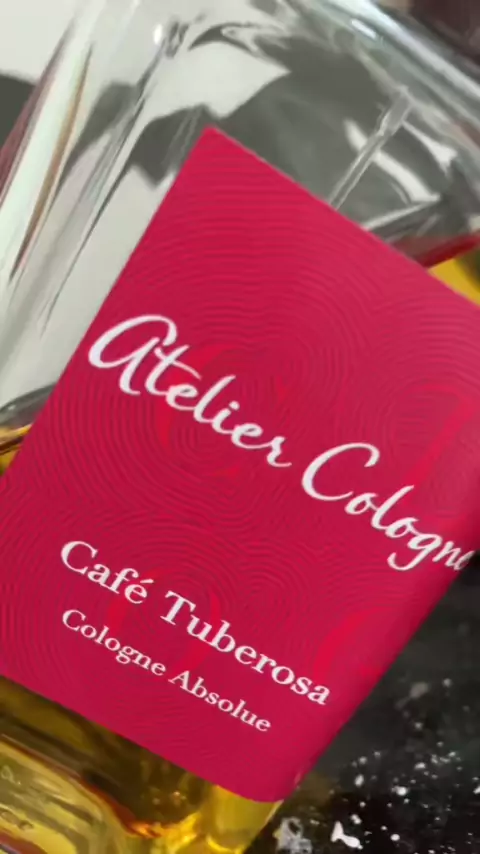 Atelier Cologne
Café Tuberosa
Cologne Absolue